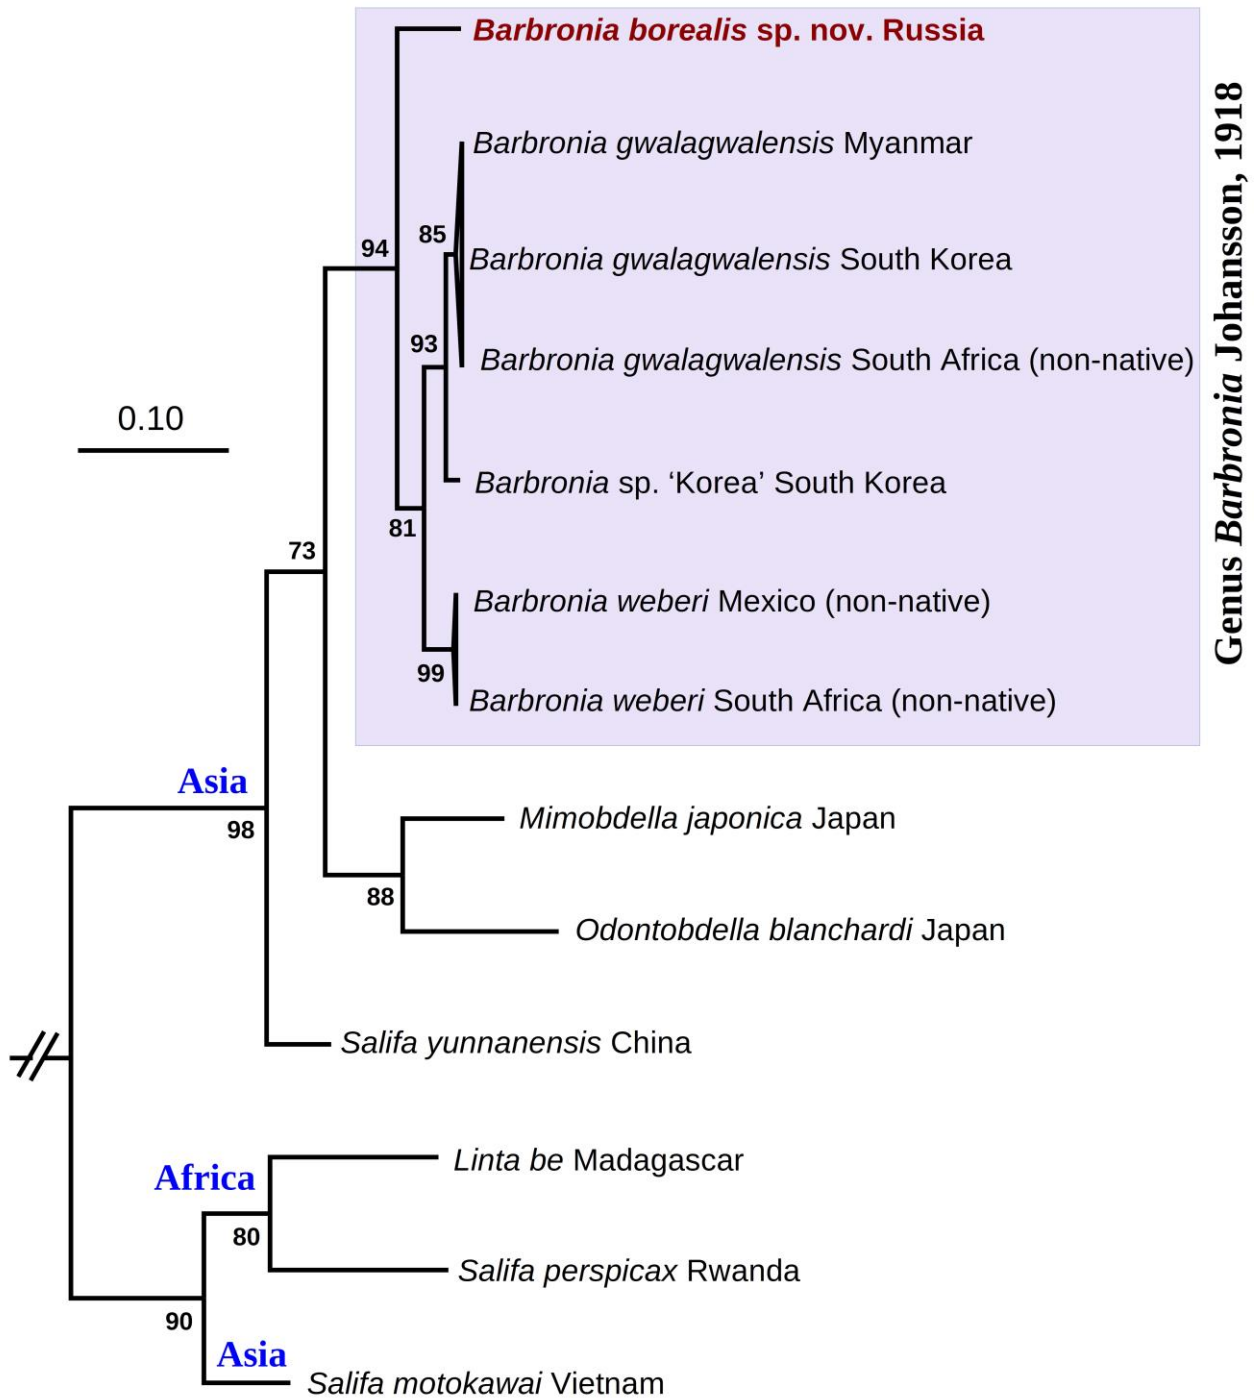 Barbronia borealis sp. nov. Russia
Barbronia gwalagwalensis Myanmar
85
94
Barbronia gwalagwalensis South Korea
93
Barbronia gwalagwalensis South Africa (non-native)
0.10
Barbronia sp. ‘Korea’ South Korea
81
73
Barbronia weberi Mexico (non-native)
99
Barbronia weberi South Africa (non-native)
Genus Barbronia Johansson, 1918
Asia
98
Mimobdella japonica Japan
88
Odontobdella blanchardi Japan
Salifa yunnanensis China
Linta be Madagascar
Africa
80
Salifa perspicax Rwanda
90
Asia
Salifa motokawai Vietnam